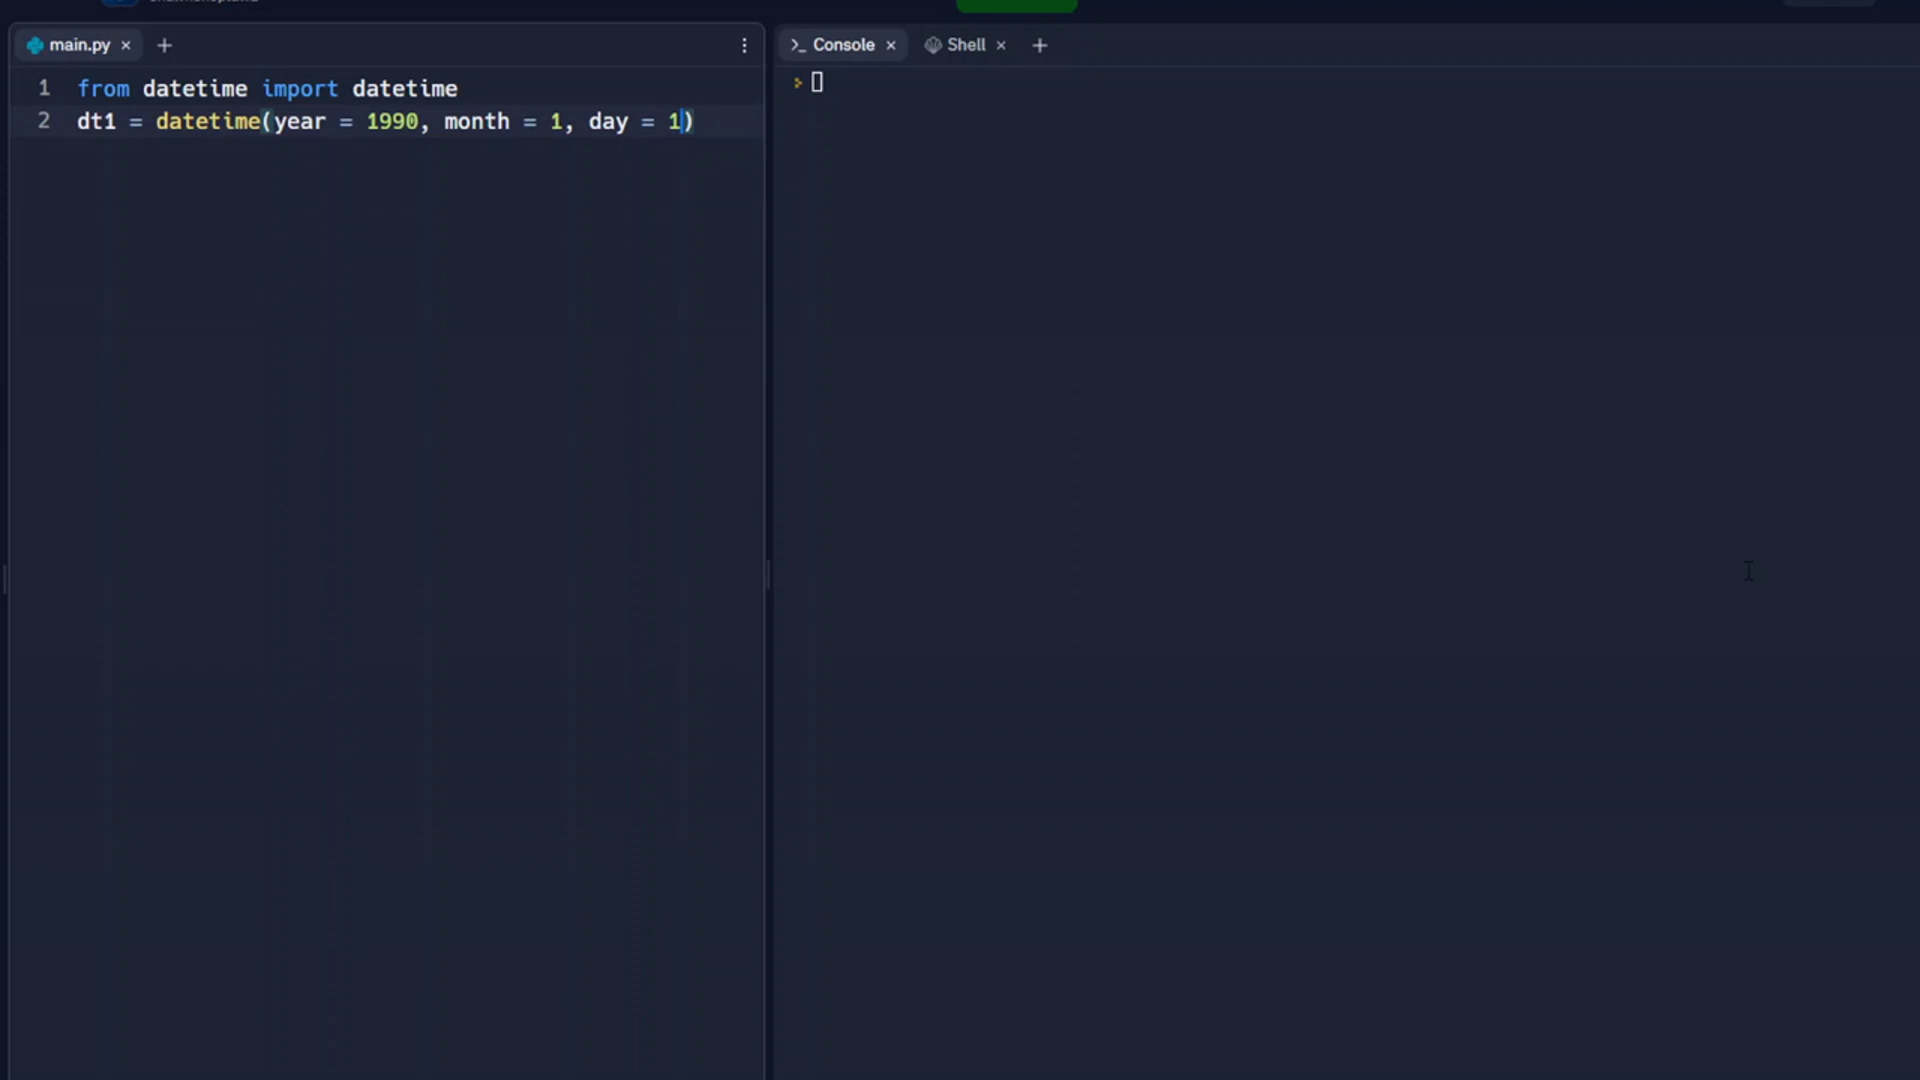 main.py × +
1 from datetime import datetime
2 dt1 = datetime(year = 1990, month = 1, day = 1)
>_ Console × Shell × +